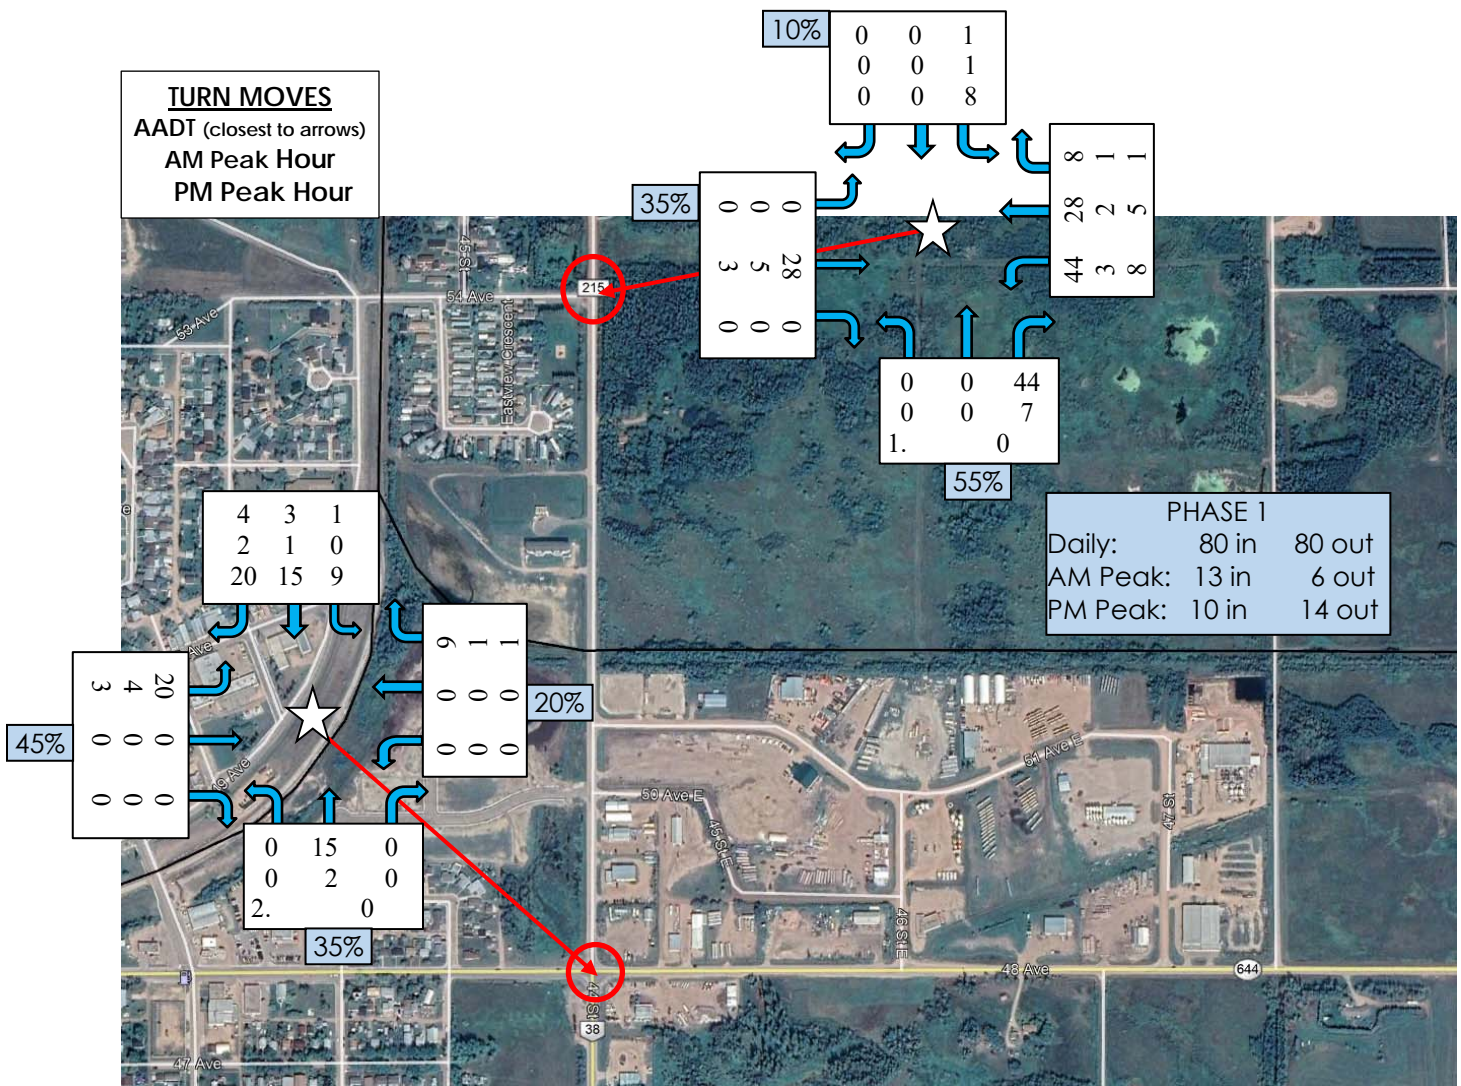 10%
0 0 1
0 0 1
0 0 8
TURN MOVES
AADT (closest to arrows)
AM Peak Hour
PM Peak Hour
8 1 1
28 2 5
44 3 8
35%
0 0 0
3 5 28
0 0 0
0 0 44
0 0 7
1. 0
55%
45 St
215
54 Ave
53 Ave
Eastview Crescent
PHASE 1
Daily: 80 in 80 out
AM Peak: 13 in 6 out
PM Peak: 10 in 14 out
e
4 3 1
2 1 0
20 15 9
9 1 1
0 0 0
0 0 0
20%
Ave
3 4 20
0 0 0
0 0 0
45%
49 Ave
0 15 0
0 2 0
2. 0
35%
51 Ave E
50 Ave E
45 St E
47 St
46 St E
48 Ave
644
44 St
38
47 Ave